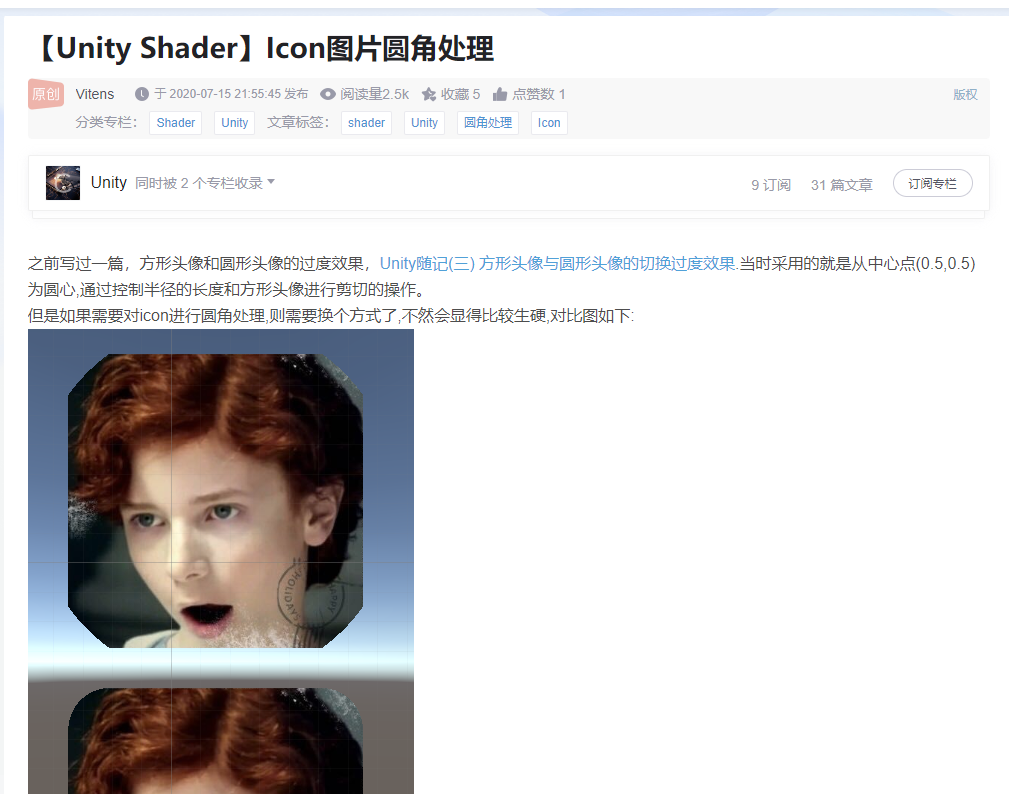 【Unity Shader】Icon图片圆角处理
原创 Vitens 于 2020-07-15 21:55:45 发布 阅读量2.5k 收藏 5 点赞数 1 版权
分类专栏： Shader Unity 文章标签： shader Unity 圆角处理 Icon
Unity 同时被 2 个专栏收录 9 订阅 31 篇文章 订阅专栏
之前写过一篇，方形头像和圆形头像的过度效果，Unity随记(三) 方形头像与圆形头像的切换过度效果.当时采用的就是从中心点(0.5,0.5)
为圆心,通过控制半径的长度和方形头像进行剪切的操作。
但是如果需要对icon进行圆角处理,则需要换个方式了,不然会显得比较生硬,对比图如下:
HOLIDAY
HAPPY